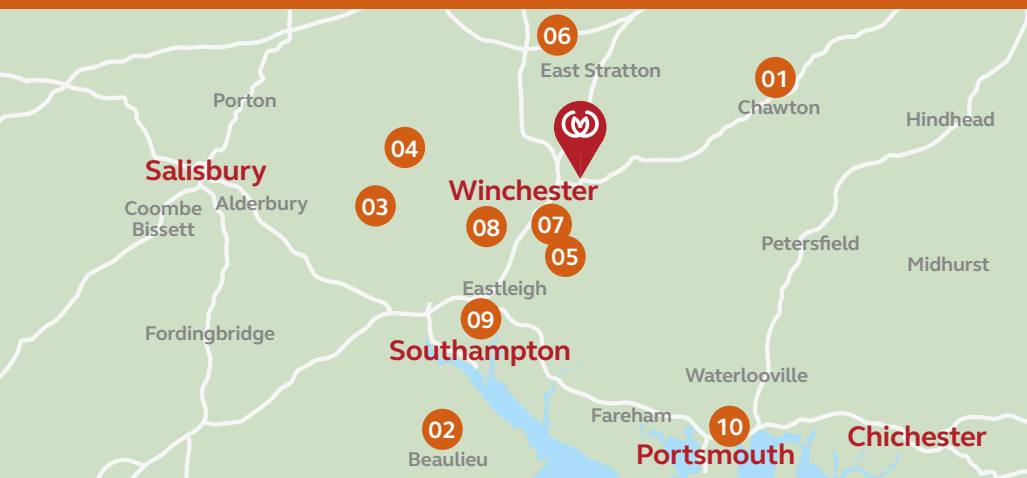 06
East Stratton
01
Chawton
Porton
Hindhead
04
Salisbury
Winchester
Coombe
Bissett
Alderbury
03
08
07
05
Petersfield
Midhurst
Eastleigh
09
Fordingbridge
Southampton
Waterlooville
02
Beaulieu
Fareham
10
Portsmouth
Chichester